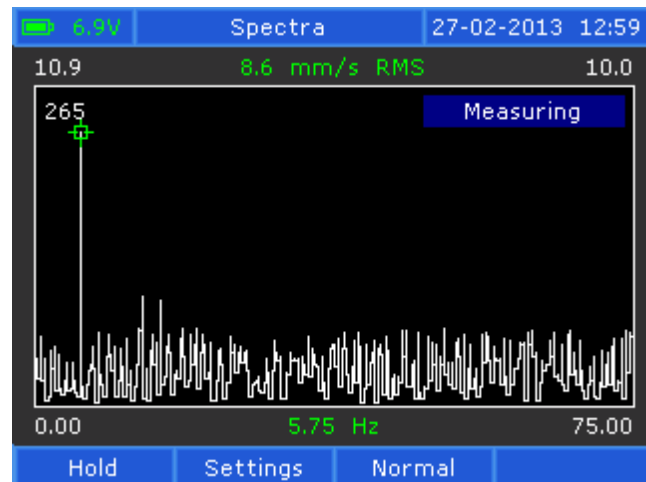 6.9V Spectra 27-02-2013 12:59
10.9 8.6 mm/s RMS 10.0
265 Measuring
0.00 5.75 Hz 75.00
Hold Settings Normal